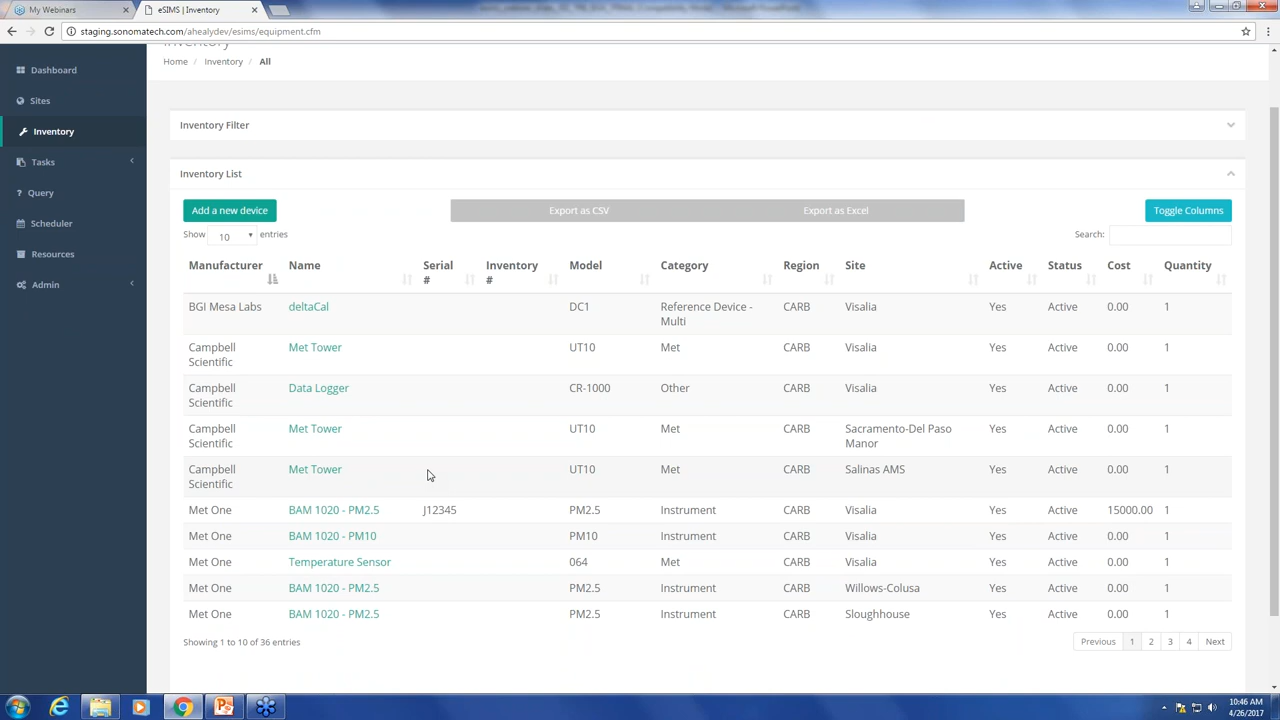 My Webinars
eSIMS | Inventory
staging.sonomatech.com/ahealydev/esims/equipment.cfm
Inventory
Home / Inventory / All
Dashboard
Sites
Inventory
Tasks
Query
Scheduler
Resources
Admin
Inventory Filter
Inventory List
Add a new device Export as CSV Export as Excel Toggle Columns
Show 10 entries Search:
Manufacturer Name Serial # Inventory # Model Category Region Site Active Status Cost Quantity
BGI Mesa Labs deltaCal DC1 Reference Device - Multi CARB Visalia Yes Active 0.00 1
Campbell Scientific Met Tower UT10 Met CARB Visalia Yes Active 0.00 1
Campbell Scientific Data Logger CR-1000 Other CARB Visalia Yes Active 0.00 1
Campbell Scientific Met Tower UT10 Met CARB Sacramento-Del Paso Manor Yes Active 0.00 1
Campbell Scientific Met Tower UT10 Met CARB Salinas AMS Yes Active 0.00 1
Met One BAM 1020 - PM2.5 J12345 PM2.5 Instrument CARB Visalia Yes Active 15000.00 1
Met One BAM 1020 - PM10 PM10 Instrument CARB Visalia Yes Active 0.00 1
Met One Temperature Sensor 064 Met CARB Visalia Yes Active 0.00 1
Met One BAM 1020 - PM2.5 PM2.5 Instrument CARB Willows-Colusa Yes Active 0.00 1
Met One BAM 1020 - PM2.5 PM2.5 Instrument CARB Sloughhouse Yes Active 0.00 1
Showing 1 to 10 of 36 entries Previous 1 2 3 4 Next
10:46 AM
4/26/2017